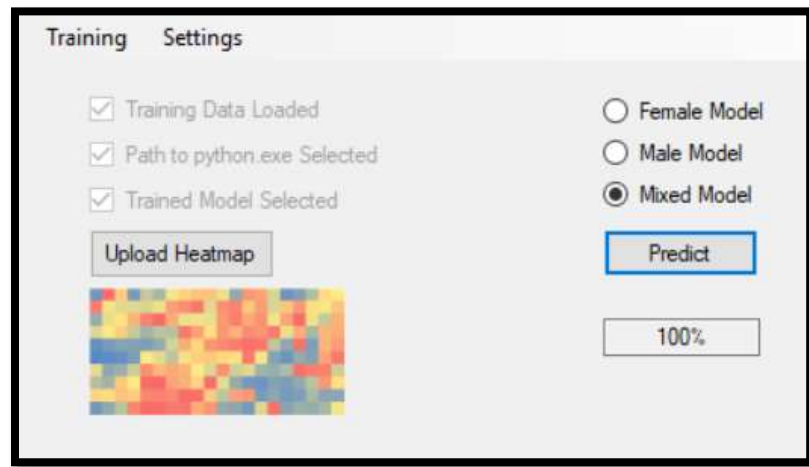 Training Settings
Training Data Loaded
Path to python.exe Selected
Trained Model Selected
Upload Heatmap
Female Model
Male Model
Mixed Model
Predict
100%